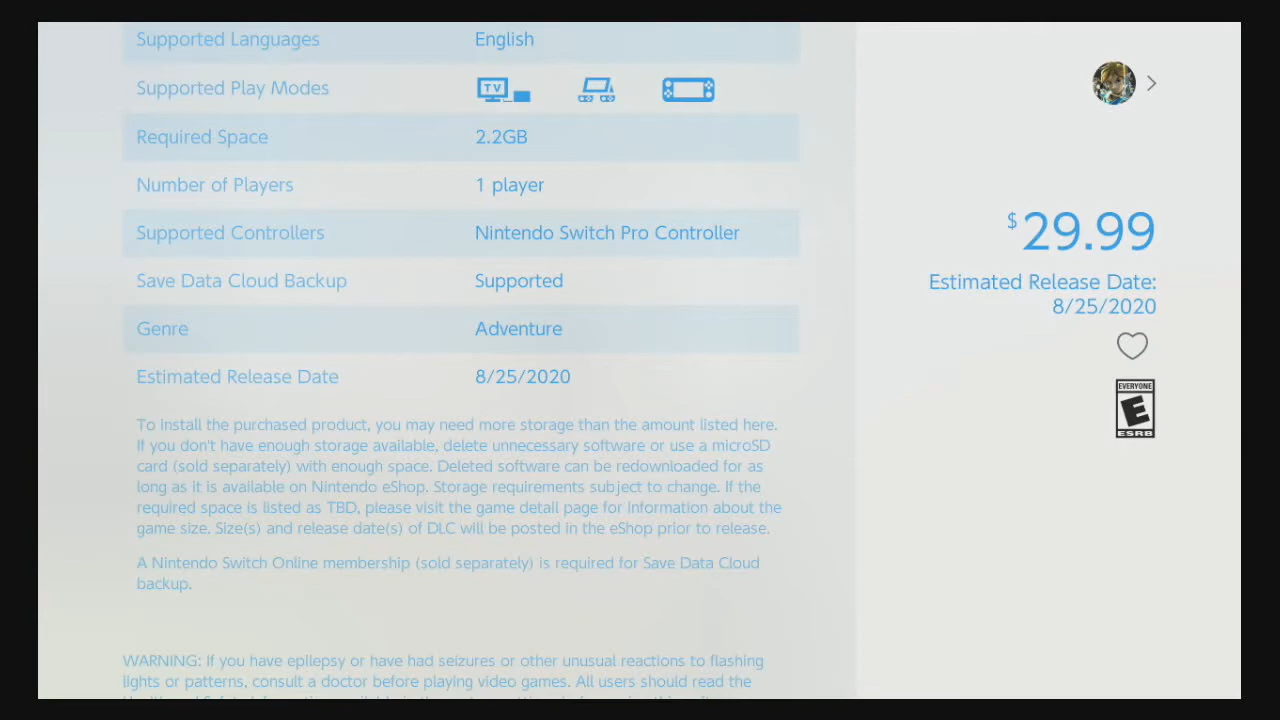 Supported Languages English
Supported Play Modes TV
Required Space 2.2GB
Number of Players 1 player
Supported Controllers Nintendo Switch Pro Controller
Save Data Cloud Backup Supported
Genre Adventure
Estimated Release Date 8/25/2020
To install the purchased product, you may need more storage than the amount listed here.
If you don't have enough storage available, delete unnecessary software or use a microSD
card (sold separately) with enough space. Deleted software can be redownloaded for as
long as it is available on Nintendo eShop. Storage requirements subject to change. If the
required space is listed as TBD, please visit the game detail page for information about the
game size. Size(s) and release date(s) of DLC will be posted in the eShop prior to release.
A Nintendo Switch Online membership (sold separately) is required for Save Data Cloud
backup.
WARNING: If you have epilepsy or have had seizures or other unusual reactions to flashing
lights or patterns, consult a doctor before playing video games. All users should read the
$29.99
Estimated Release Date:
8/25/2020
EVERYONE
E
ESRB